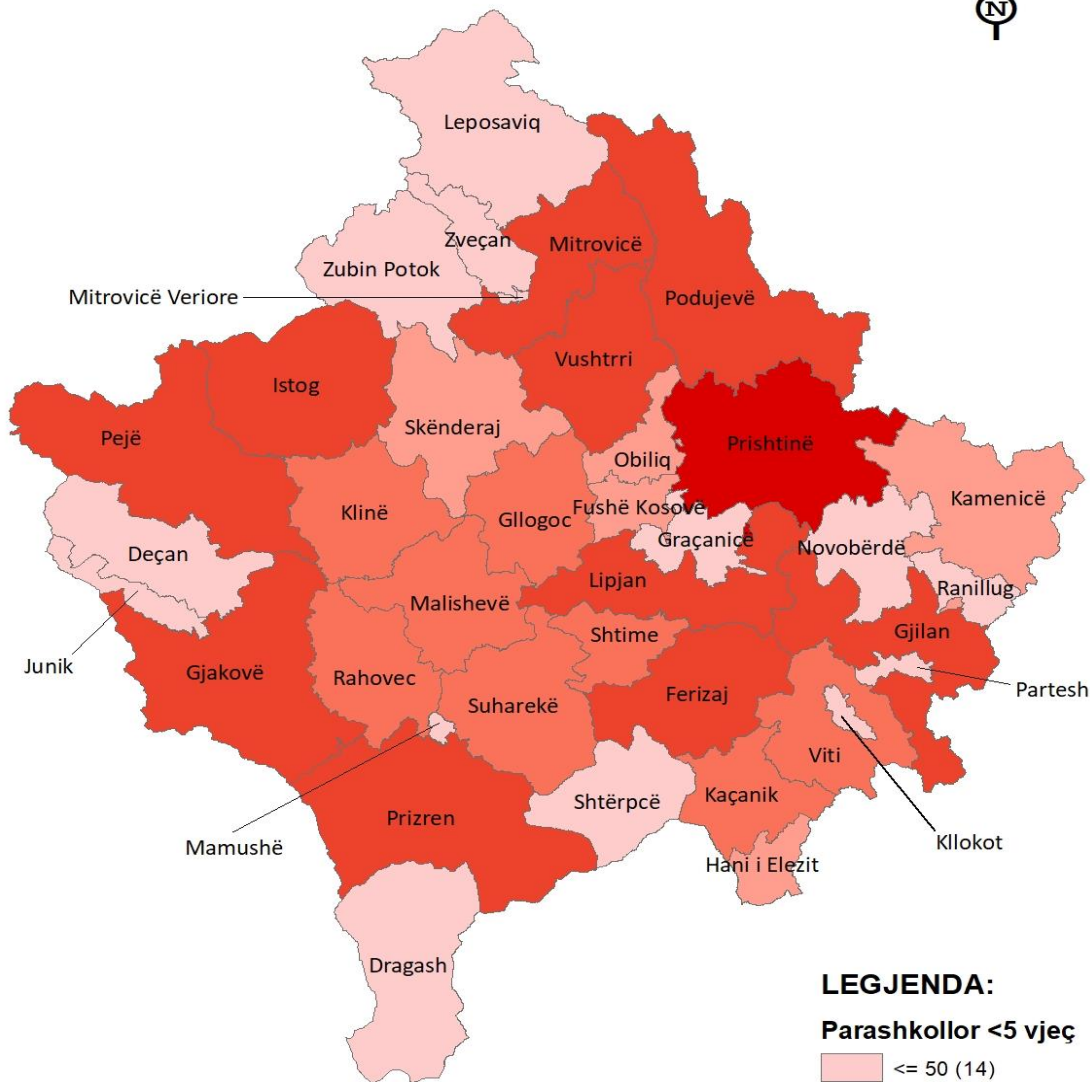 N
Leposaviq
Zveçan
Mitrovicë
Zubin Potok
Mitrovicë Veriore
Podujevë
Vushtrri
Istog
Skënderaj
Pejë
Prishtinë
Obiliq
Kamenicë
Klinë
Gllogoc
Fushë Kosovë
Graçanicë
Novobërdë
Deçan
Lipjan
Ranillug
Malishevë
Shtime
Gjilan
Junik
Gjakovë
Rahovec
Suharekë
Ferizaj
Partesh
Viti
Shtërpcë
Kaçanik
Prizren
Mamushë
Kllokot
Hani i Elezit
Dragash
LEGJENDA:
Parashkollor <5 vjeç
<= 50 (14)